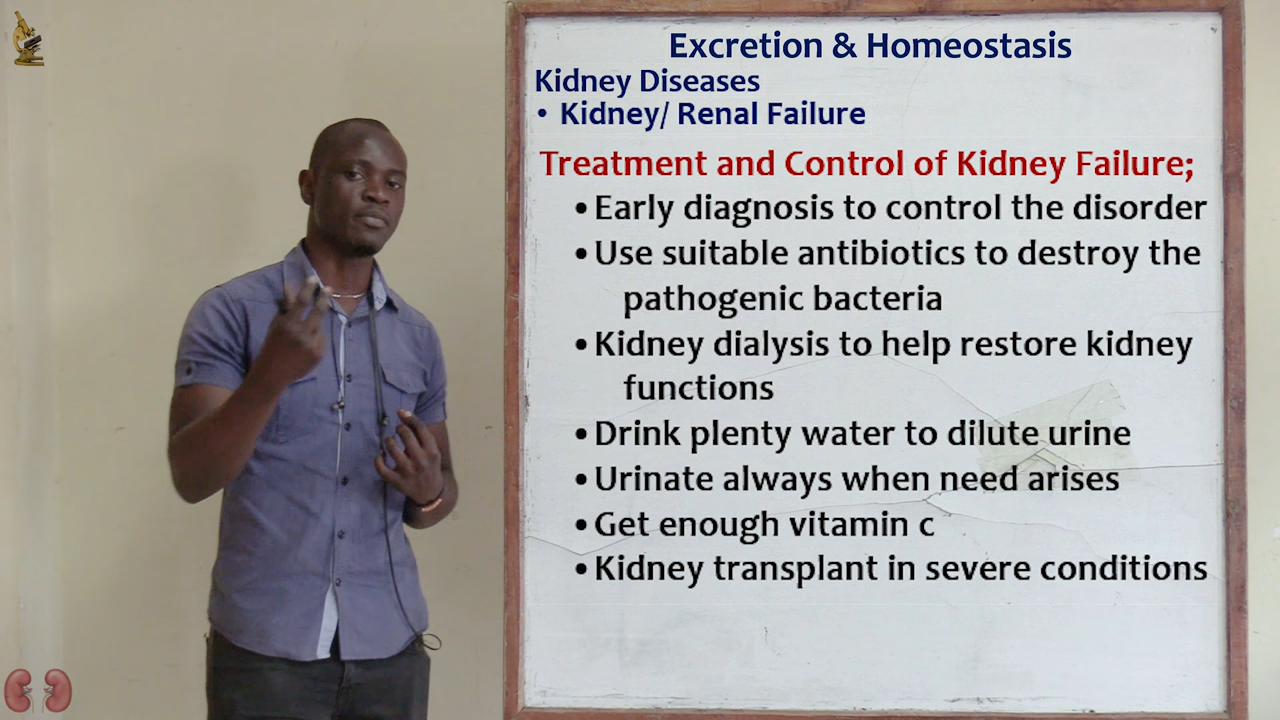 Excretion & Homeostasis
Kidney Diseases
• Kidney/ Renal Failure
Treatment and Control of Kidney Failure;
• Early diagnosis to control the disorder
• Use suitable antibiotics to destroy the
pathogenic bacteria
• Kidney dialysis to help restore kidney
functions
• Drink plenty water to dilute urine
• Urinate always when need arises
• Get enough vitamin c
• Kidney transplant in severe conditions